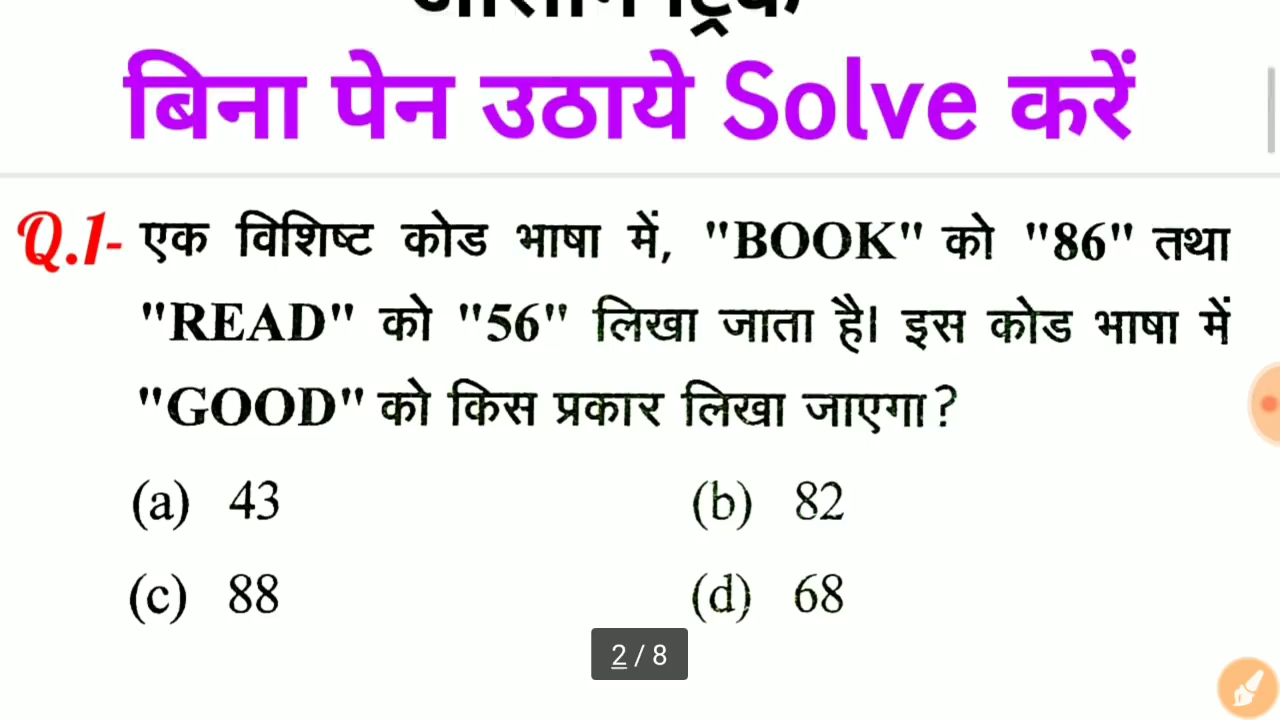 बिना पेन उठाये Solve करें
Q.1- एक विशिष्ट कोड भाषा में, "BOOK" को "86" तथा
"READ" को "56" लिखा जाता है। इस कोड भाषा में
"GOOD" को किस प्रकार लिखा जाएगा?
(a) 43 (b) 82
(c) 88 (d) 68
2 / 8